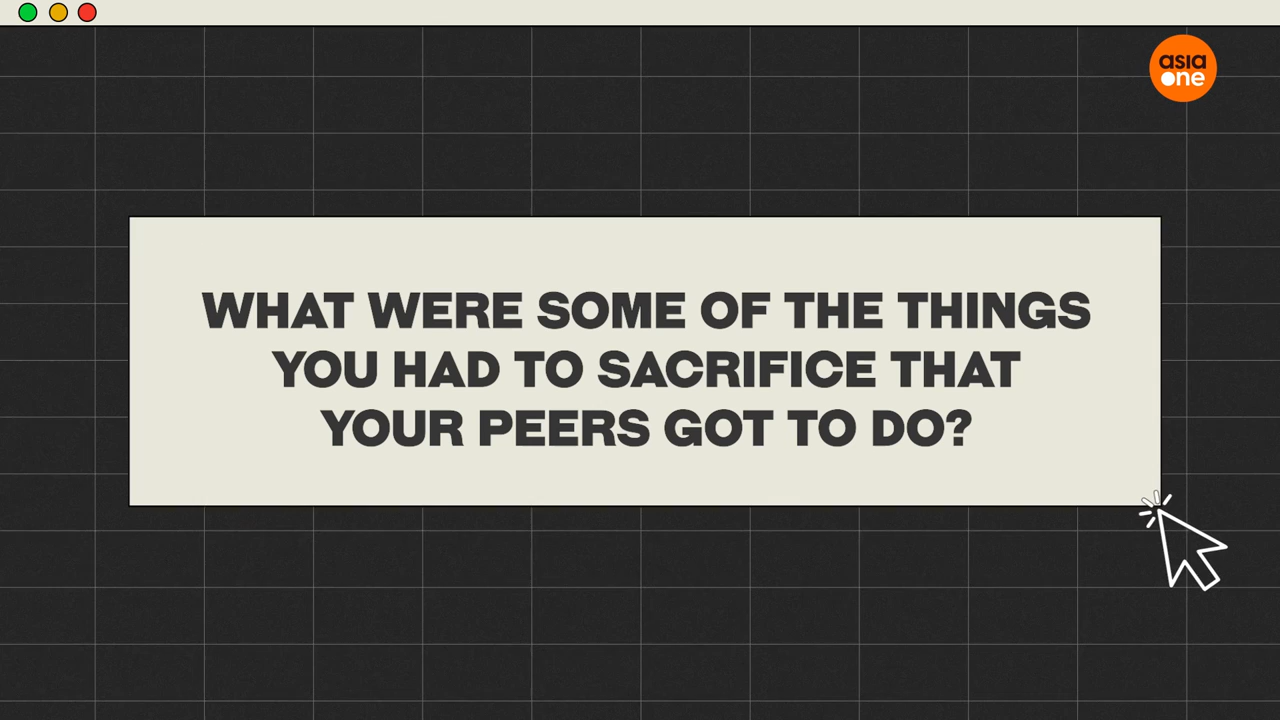 asia
one
WHAT WERE SOME OF THE THINGS
YOU HAD TO SACRIFICE THAT
YOUR PEERS GOT TO DO?